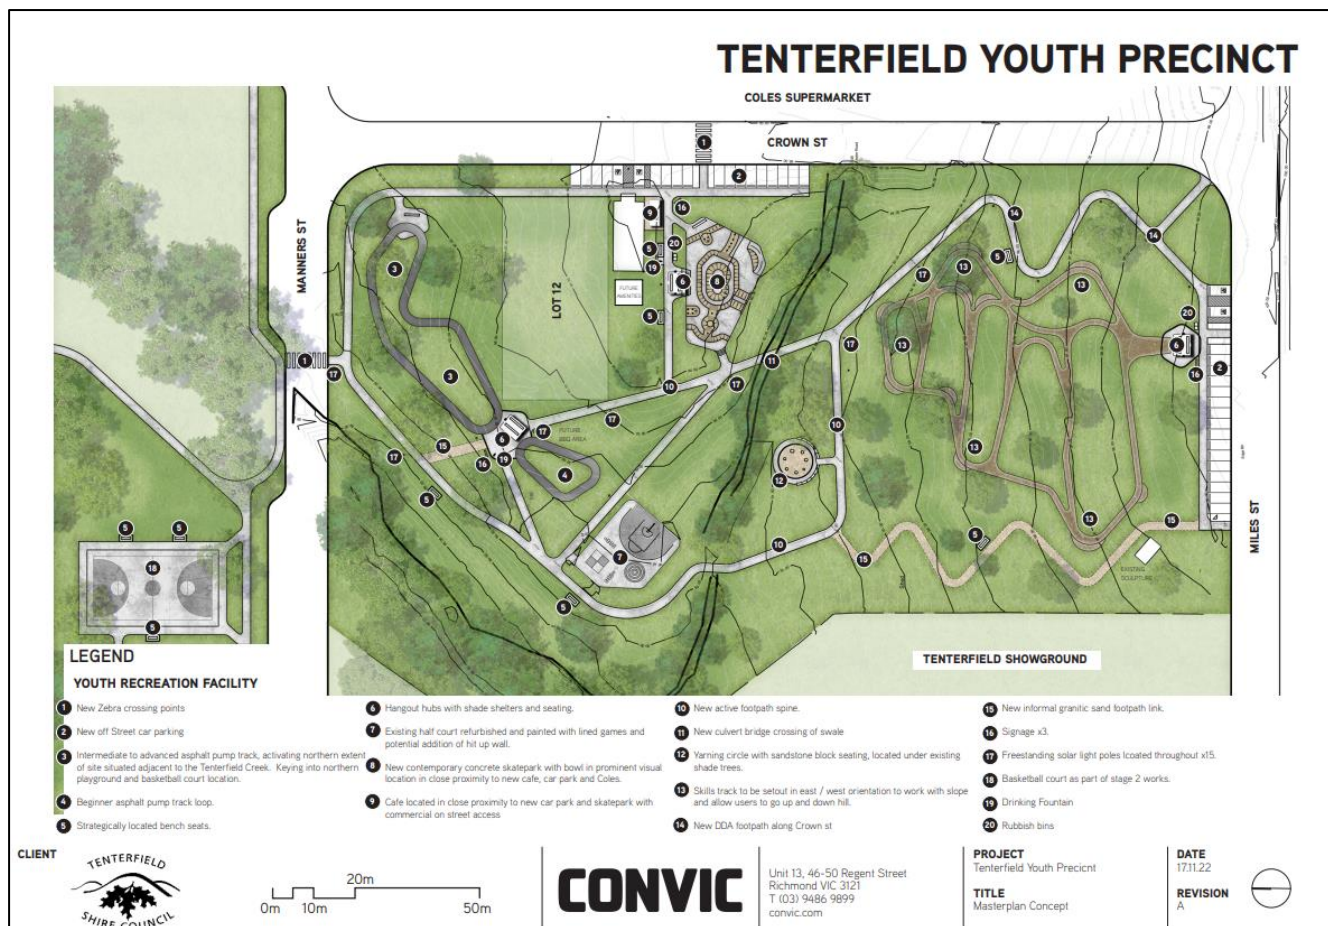 TENTERFIELD YOUTH PRECINCT
COLES SUPERMARKET
CROWN ST
MANNERS ST
LOT 12
FUTURE
AMENITIES
FUTURE
BBQ AREA
MILES ST
EXISTING
SCULPTURE
TENTERFIELD SHOWGROUND
LEGEND
YOUTH RECREATION FACILITY
1 New Zebra crossing points
2 New off Street car parking
3 Intermediate to advanced asphalt pump track, activating northern extent
of site situated adjacent to the Tenterfield Creek. Keying into northern
playground and basketball court location.
4 Beginner asphalt pump track loop.
5 Strategically located bench seats.
6 Hangout hubs with shade shelters and seating.
7 Existing half court refurbished and painted with lined games and
potential addition of hit up wall.
8 New contemporary concrete skatepark with bowl in prominent visual
location in close proximity to new cafe, car park and Coles.
9 Cafe located in close proximity to new car park and skatepark with
commercial on street access
10 New active footpath spine.
11 New culvert bridge crossing of swale
12 Yarning circle with sandstone block seating, located under existing
shade trees.
13 Skills track to be setout in east / west orientation to work with slope
and allow users to go up and down hill.
14 New DDA footpath along Crown st
15 New informal granitic sand footpath link.
16 Signage x3.
17 Freestanding solar light poles lcoated throughout x15.
18 Basketball court as part of stage 2 works.
19 Drinking Fountain
20 Rubbish bins
CLIENT
TENTERFIELD
SHIRE COUNCIL
0m 10m 20m 50m
CONVIC
Unit 13, 46-50 Regent Street
Richmond VIC 3121
T (03) 9486 9899
convic.com
PROJECT
Tenterfield Youth Precicnt
TITLE
Masterplan Concept
DATE
17.11.22
REVISION
A